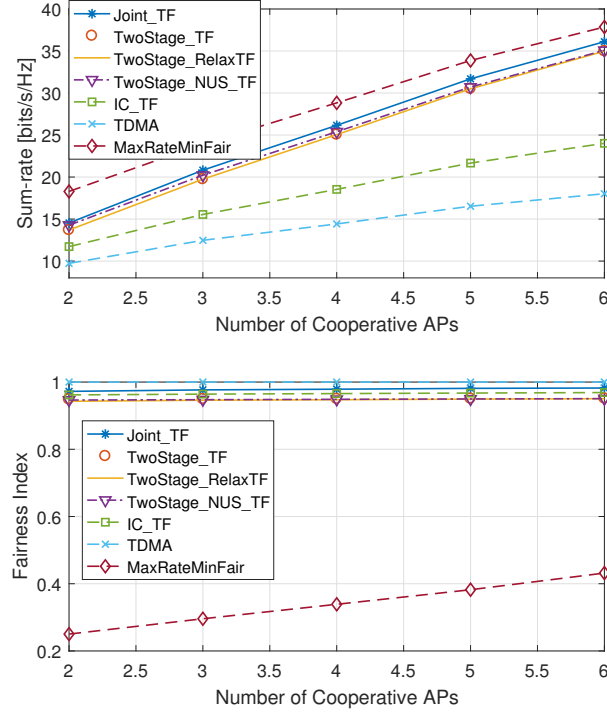 40
35
30
25
20
15
10
Sum-rate [bits/s/Hz]
Joint_TF
TwoStage_TF
TwoStage_RelaxTF
TwoStage_NUS_TF
IC_TF
TDMA
MaxRateMinFair
2 2.5 3 3.5 4 4.5 5 5.5 6
Number of Cooperative APs
1
0.8
0.6
0.4
0.2
Fairness Index
Joint_TF
TwoStage_TF
TwoStage_RelaxTF
TwoStage_NUS_TF
IC_TF
TDMA
MaxRateMinFair
2 2.5 3 3.5 4 4.5 5 5.5 6
Number of Cooperative APs